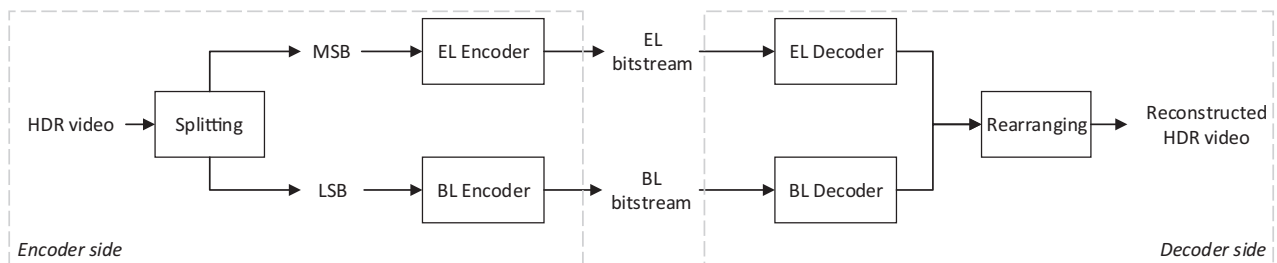 MSB
EL Encoder
EL
bitstream
EL Decoder
HDR video
Splitting
Rearranging
Reconstructed
HDR video
LSB
BL Encoder
BL
bitstream
BL Decoder
Encoder side
Decoder side